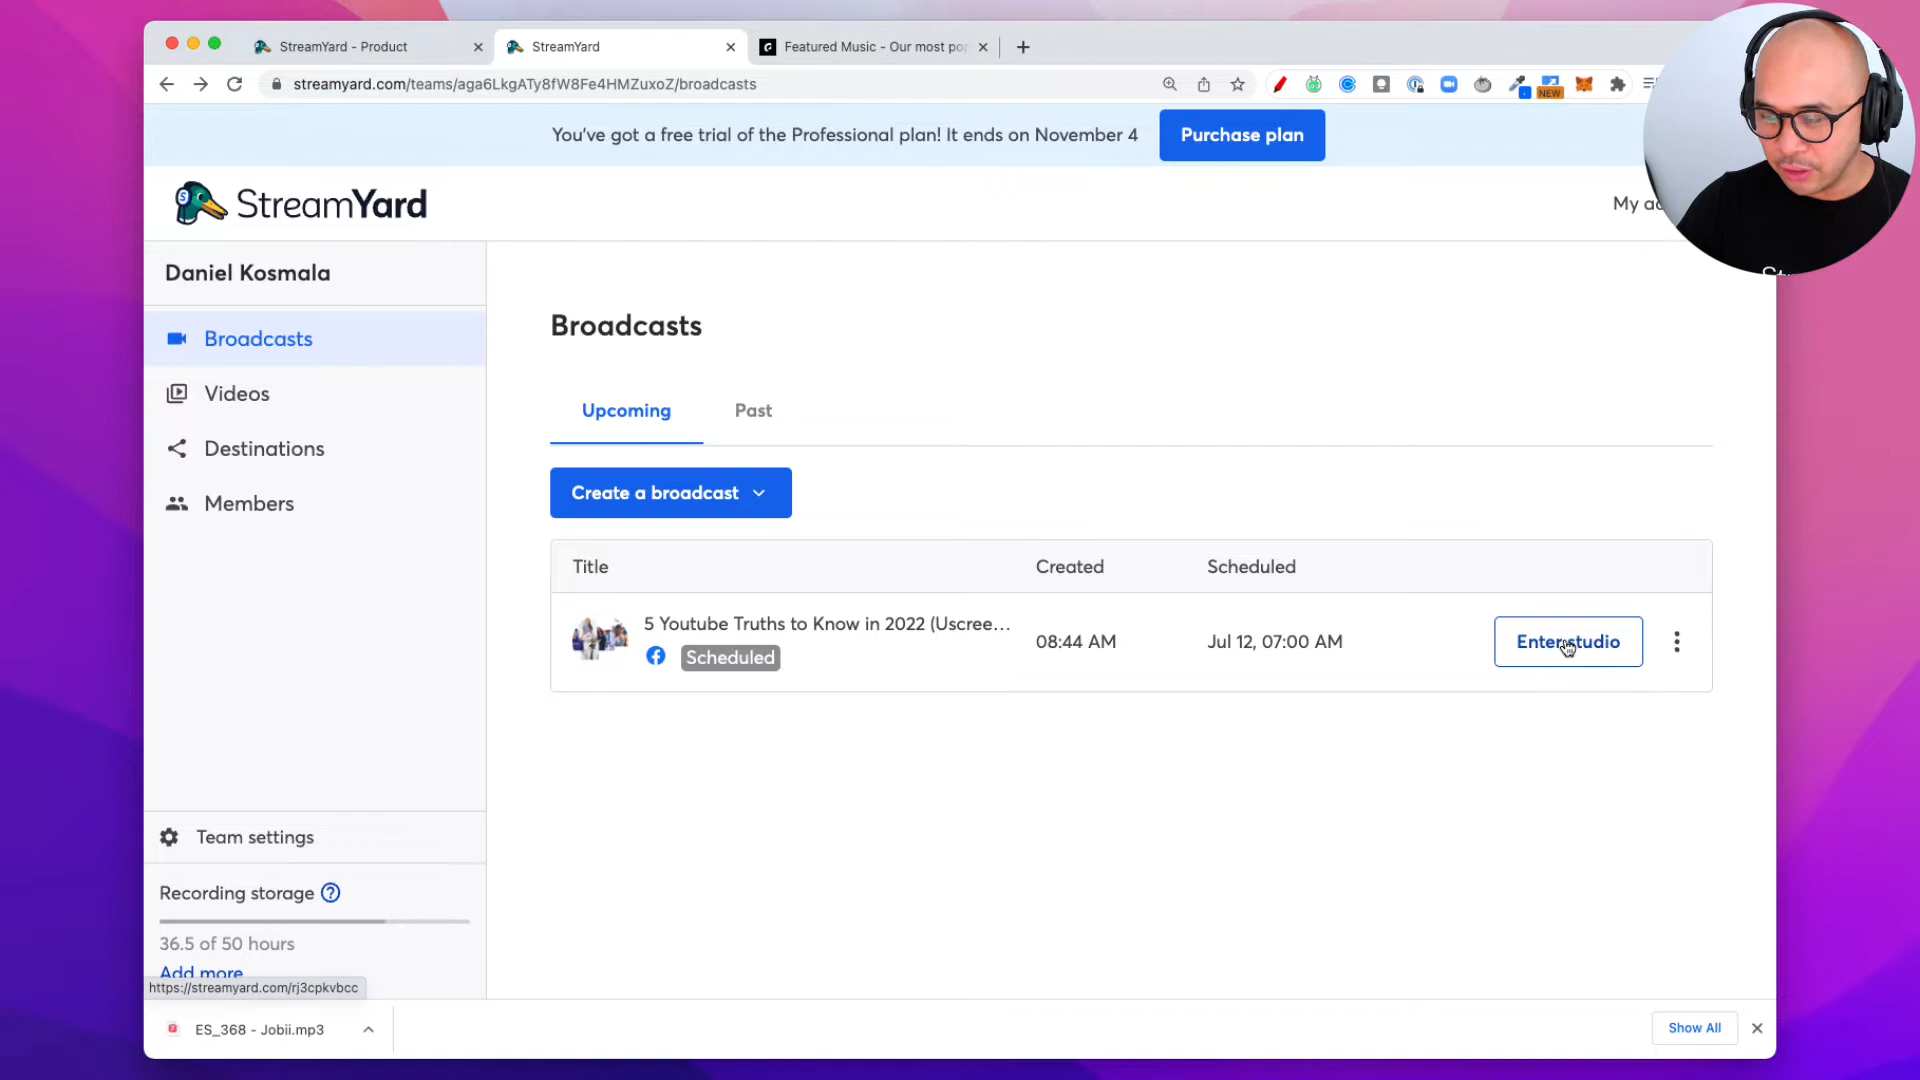 StreamYard - Product
StreamYard
Featured Music - Our most po
streamyard.com/teams/aga6LkgATy8fW8Fe4HMZuxoZ/broadcasts
NEW
You've got a free trial of the Professional plan! It ends on November 4
Purchase plan
StreamYard
My ac
Daniel Kosmala
Broadcasts
Videos
Destinations
Members
Team settings
Recording storage
36.5 of 50 hours
Add more
https://streamyard.com/rj3cpkvbcc
Broadcasts
Upcoming Past
Create a broadcast
Title Created Scheduled
5 Youtube Truths to Know in 2022 (Uscree...
Scheduled
08:44 AM
Jul 12, 07:00 AM
Enter studio
ES_368 - Jobii.mp3
Show All